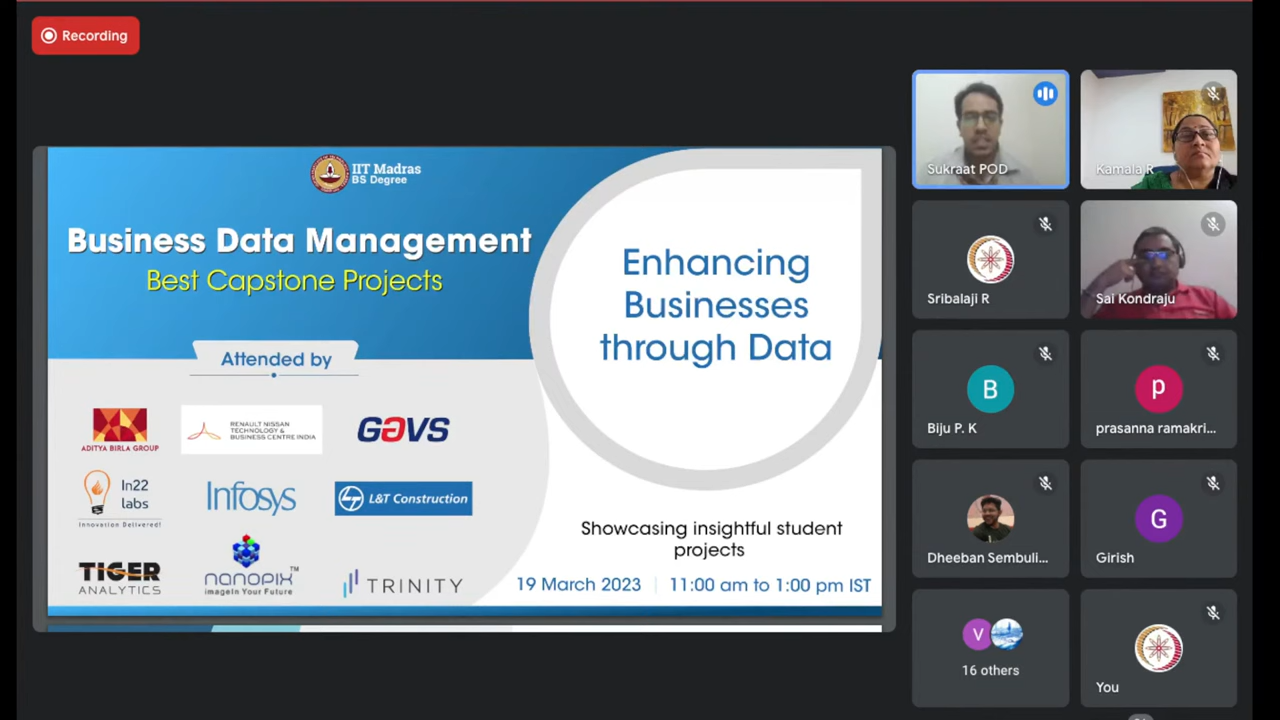 Recording
IIT Madras
BS Degree
Business Data Management
Best Capstone Projects
Enhancing
Businesses
through Data
Attended by
ADITYA BIRLA GROUP
RENAULT NISSAN
TECHNOLOGY &
BUSINESS CENTRE INDIA
GAVS
In22
labs
Innovation Delivered!
Infosys
L&T Construction
TIGER
ANALYTICS
nanopix™
imageIn Your Future
TRINITY
Showcasing insightful student
projects
19 March 2023 | 11:00 am to 1:00 pm IST
Sukraat POD
Kamala R
Sribalaji R
Sai Kondraju
B
Biju P. K
p
prasanna ramakri...
Dheeban Sembuli...
G
Girish
V
16 others
You